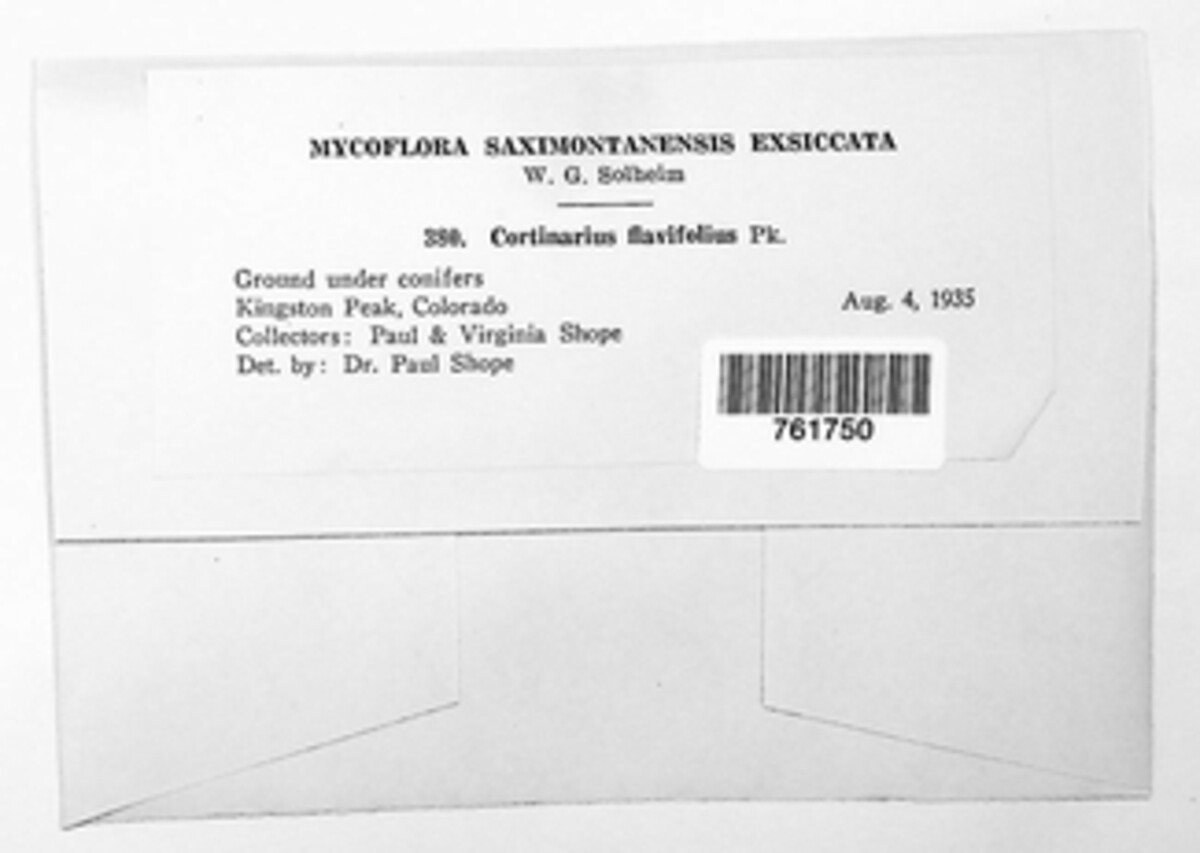 MYCOFLORA SAXIMONTANENSIS EXSICCATA
W. G. Solheim
380. Cortinarius flavifolius Pk.
Ground under conifers
Kingston Peak, Colorado
Aug. 4, 1935
Collectors: Paul & Virginia Shope
Det. by: Dr. Paul Shope
761750